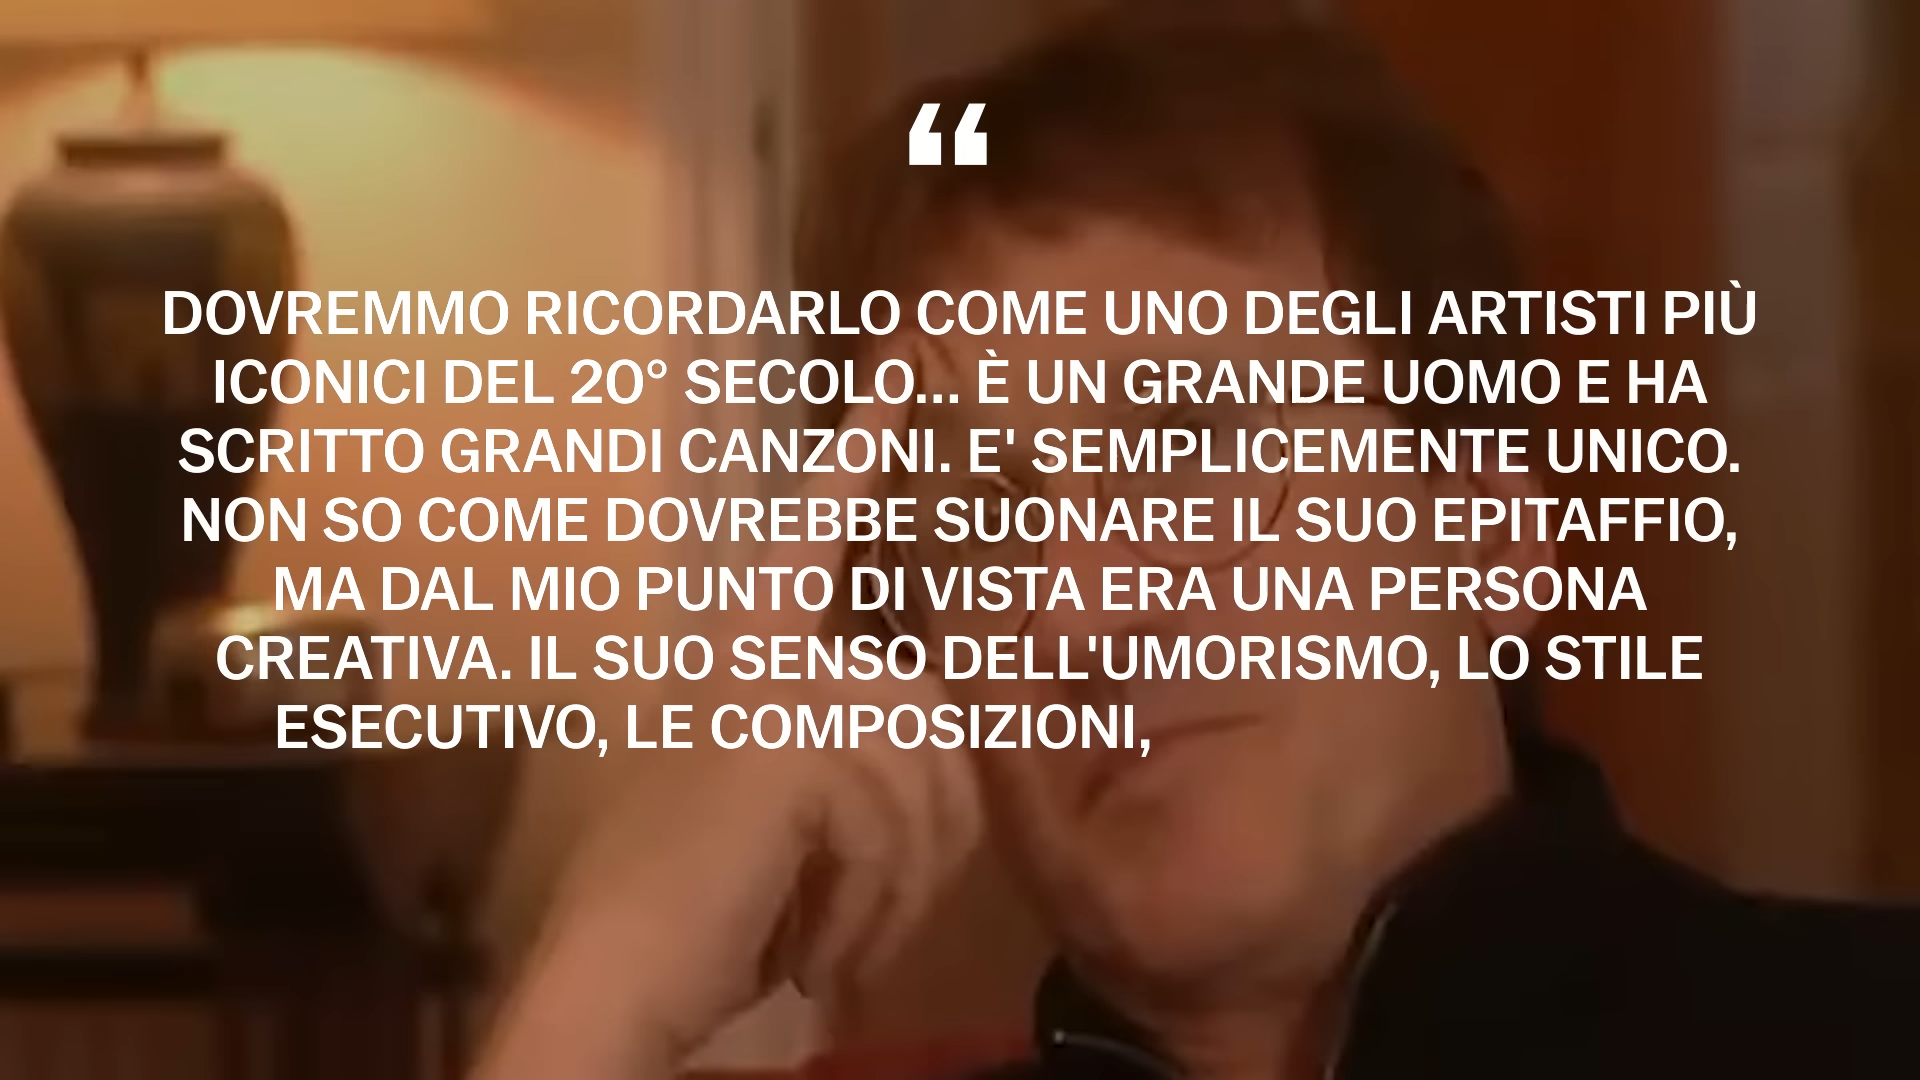 “
DOVREMMO RICORDARLO COME UNO DEGLI ARTISTI PIÙ
ICONICI DEL 20° SECOLO... È UN GRANDE UOMO E HA
SCRITTO GRANDI CANZONI. E' SEMPLICEMENTE UNICO.
NON SO COME DOVREBBE SUONARE IL SUO EPITAFFIO,
MA DAL MIO PUNTO DI VISTA ERA UNA PERSONA
CREATIVA. IL SUO SENSO DELL'UMORISMO, LO STILE
ESECUTIVO, LE COMPOSIZIONI,